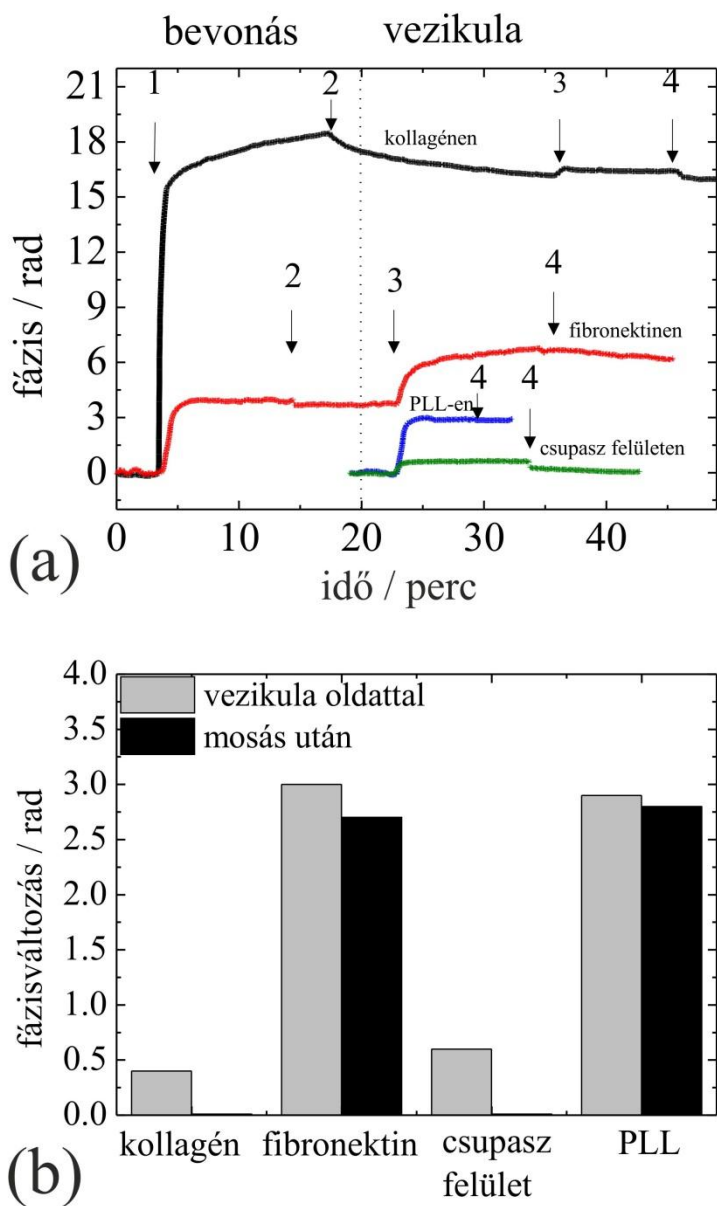 bevonás vezikula
21
18
15
12
9
6
3
0
fázis / rad
1
2
3
4
kollagénen
2
3
4
fibronektinen
PLL-en
4
4
csupasz felületen
0 10 20 30 40
idő / perc
(a)
4.0
3.5
3.0
2.5
2.0
1.5
1.0
0.5
0.0
fázisváltozás / rad
vezikula oldattal
mosás után
kollagén fibronektin csupasz felület PLL
(b)